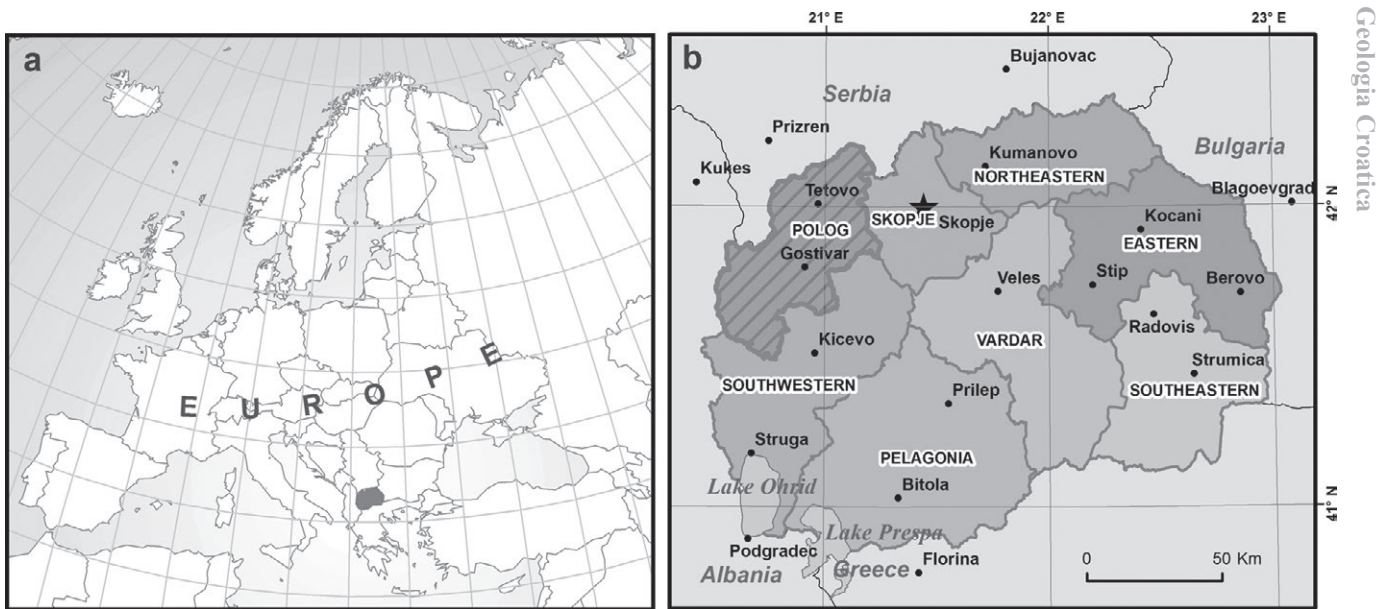 a
E U R O P E
21° E 22° E 23° E
b
Bujanovac
Serbia
Prizren
Bulgaria
Kumanovo
NORTHEASTERN
Kukes
Blagoevgrad
Tetovo
42° N
SKOPJE
Skopje
Kocani
POLOG
EASTERN
Gostivar
Stip
Veles
Berovo
Radovis
Kicevo
VARDAR
Strumica
SOUTHWESTERN
SOUTHEASTERN
Prilep
Struga
PELAGONIA
Lake Ohrid
Bitola
41° N
Lake Prespa
Podgradec
Albania
Greece
Florina
0 50 Km
Geologia Croatica